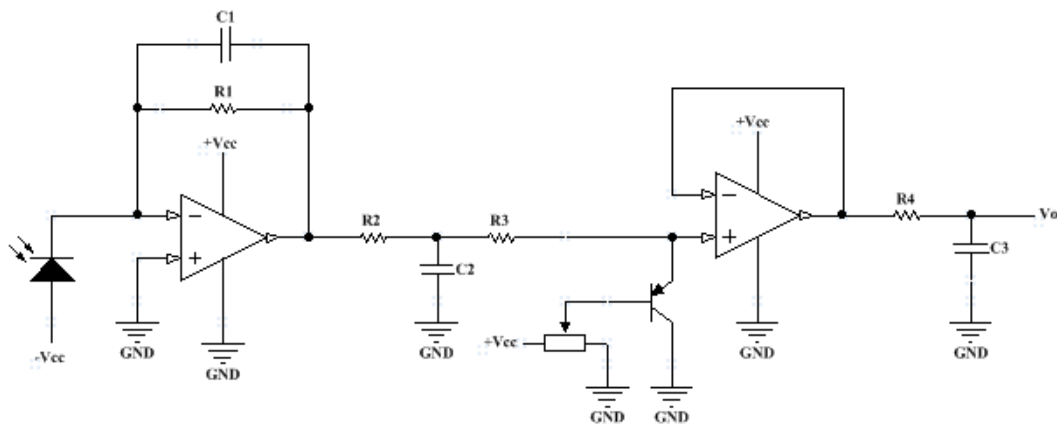 C1
R1
+Vcc
+Vcc
R2
R3
R4
Vo
C2
C3
−
+
−
+
GND
GND
GND
GND
GND
-Vcc
+Vcc
GND
GND